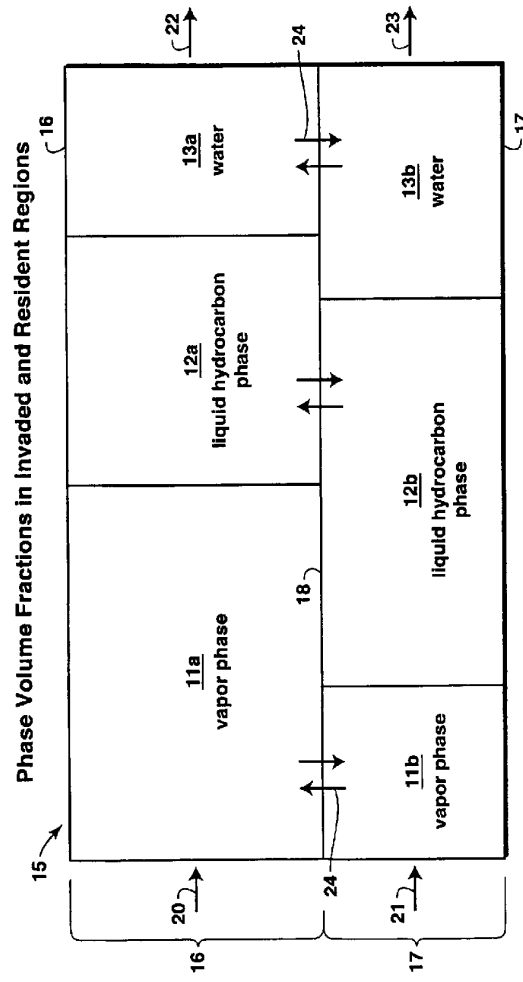 Phase Volume Fractions in Invaded and Resident Regions
15
16
22
20
16
11a
vapor phase
12a
liquid hydrocarbon
phase
13a
water
24
18
24
21
17
11b
vapor phase
12b
liquid hydrocarbon
phase
13b
water
23
17